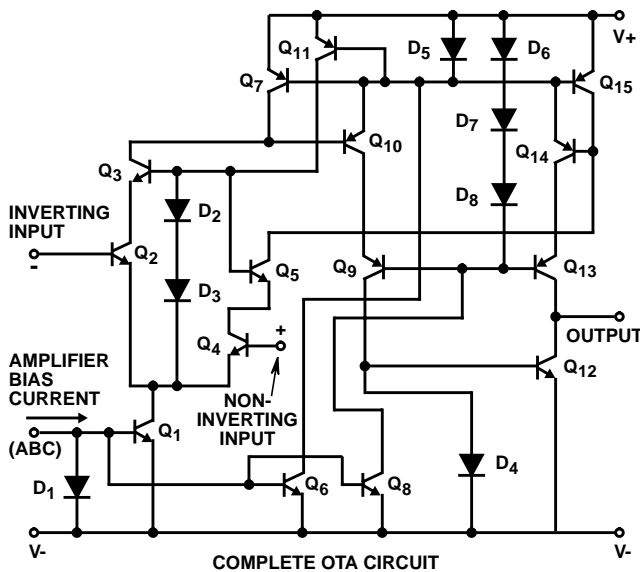 V+
Q11
D5
D6
Q7
Q15
D7
Q10
Q14
Q3
D2
D8
INVERTING
INPUT
-
Q2
Q5
Q9
Q13
D3
+
OUTPUT
Q4
AMPLIFIER
BIAS
CURRENT
NON-
INVERTING
INPUT
Q12
(ABC)
Q1
D1
Q6
Q8
D4
V-
V-
COMPLETE OTA CIRCUIT